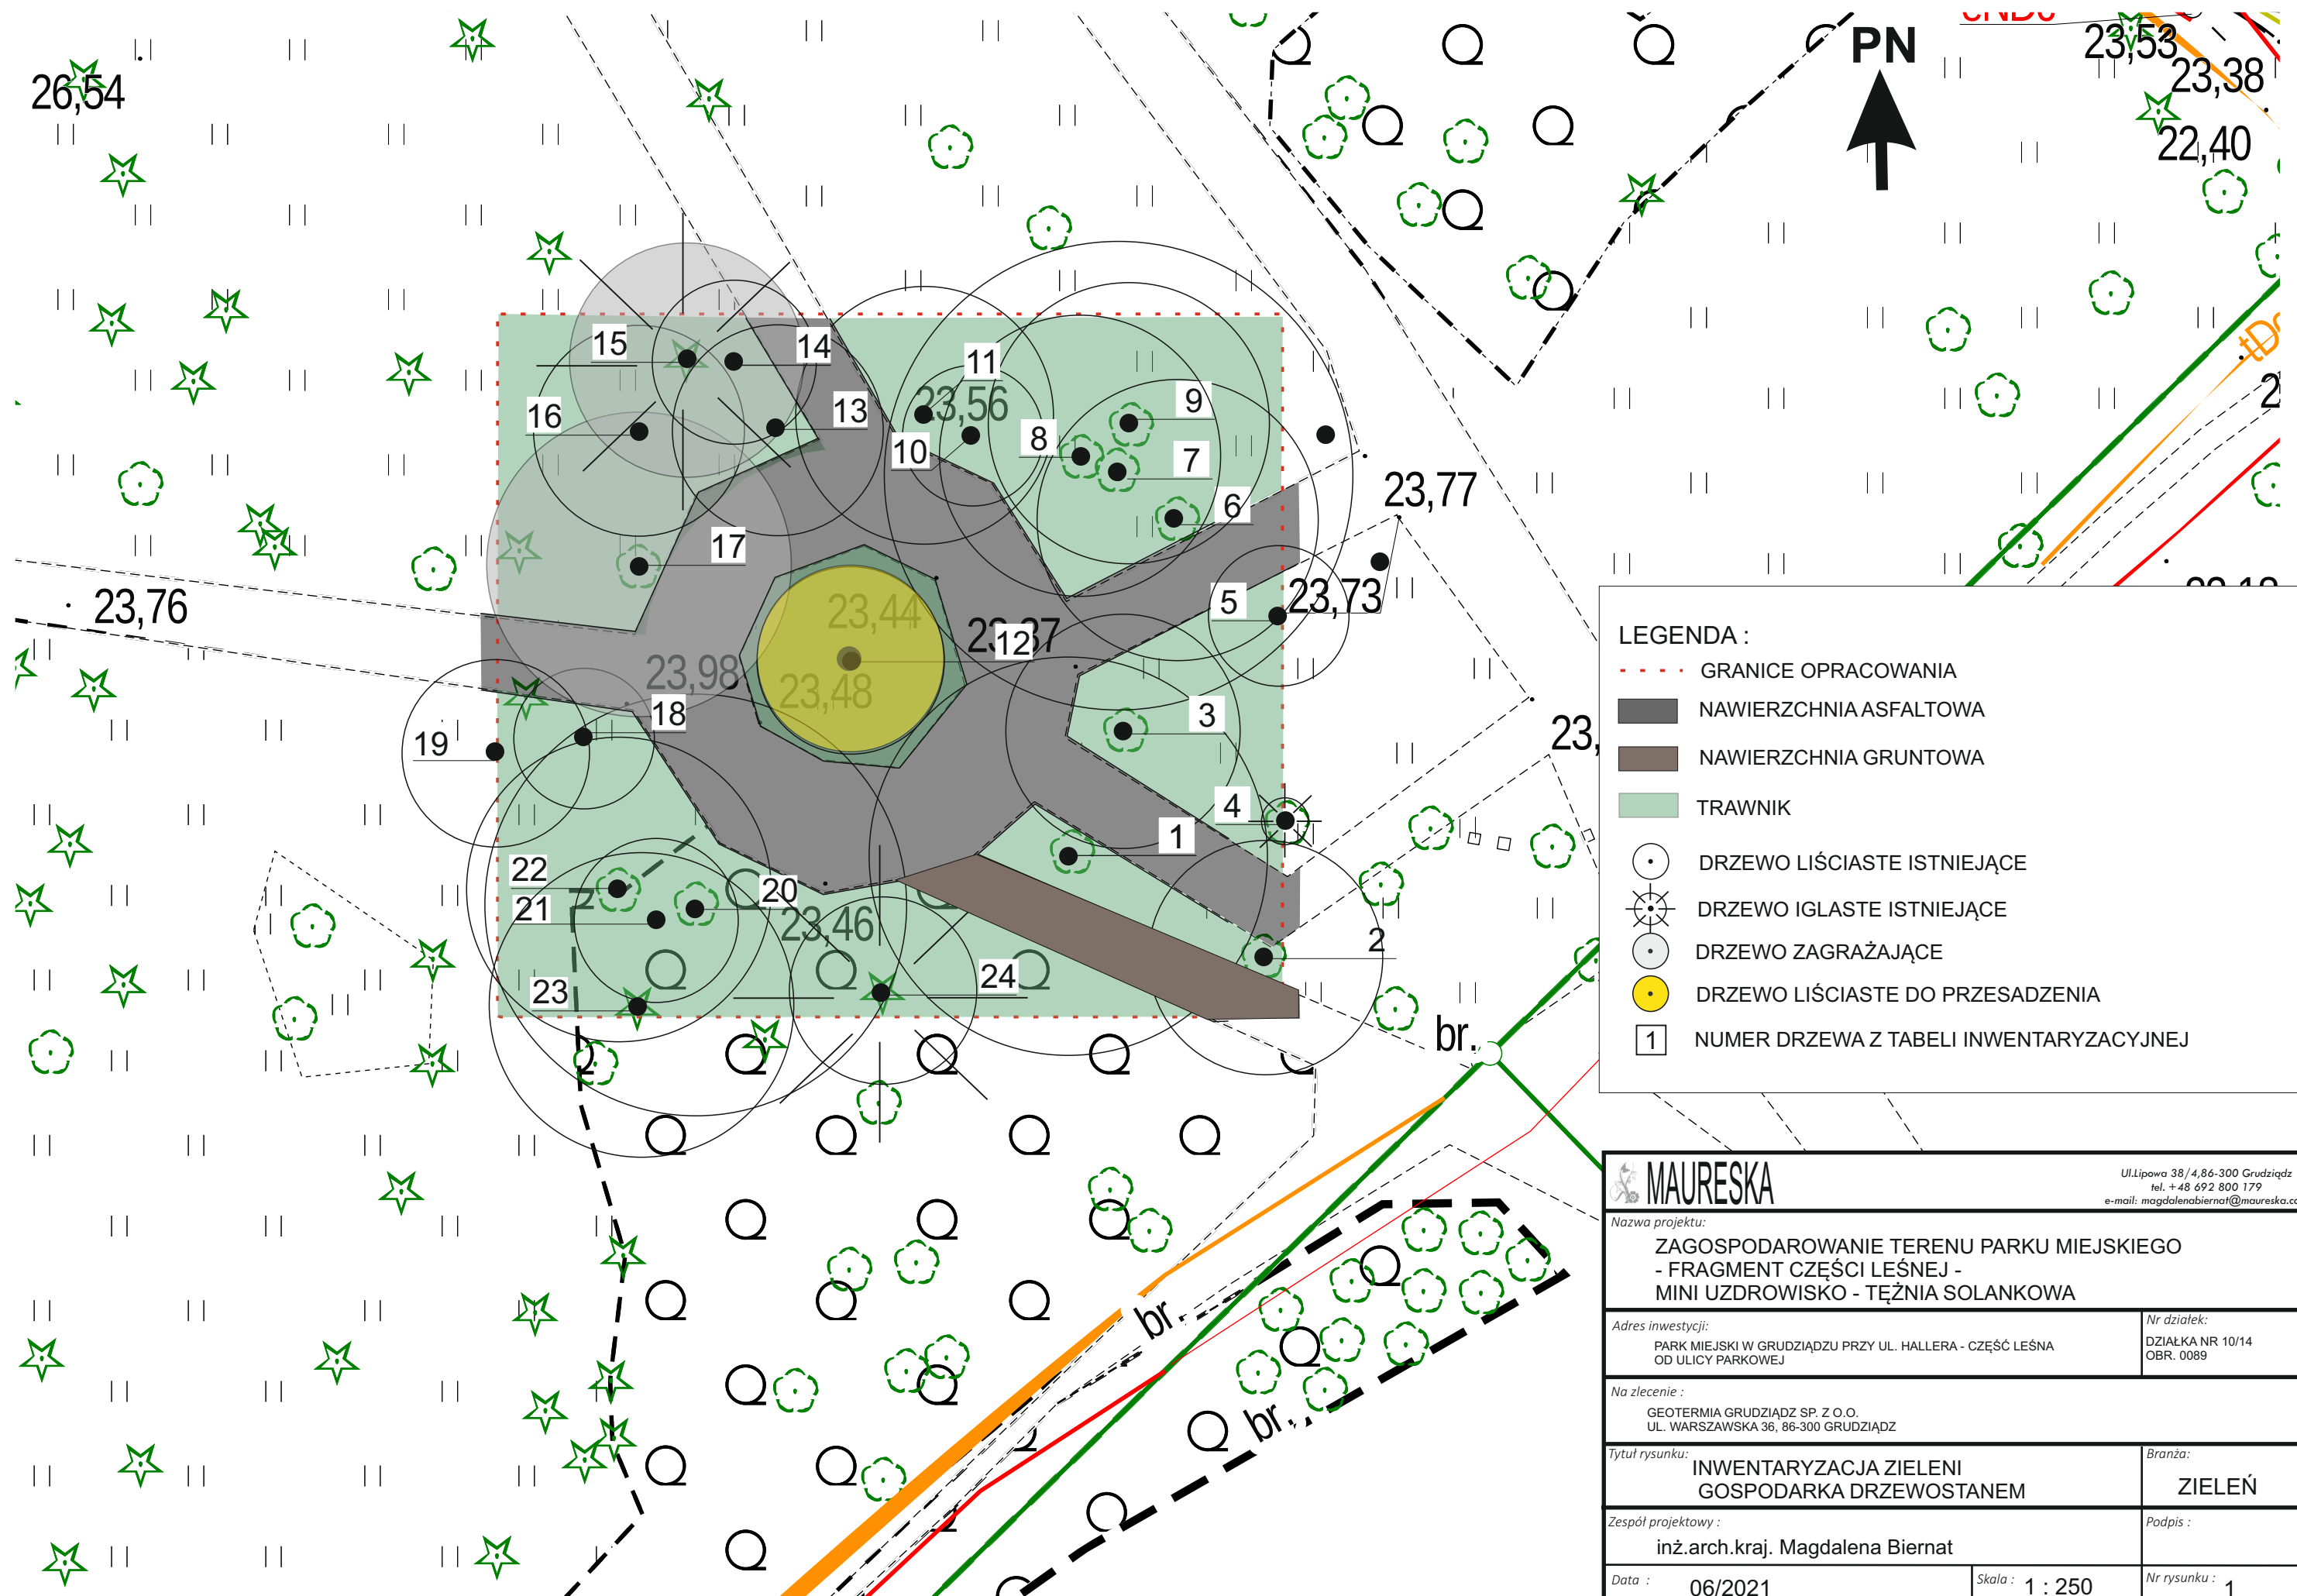 PN
26,54
23,53
23,38
22,40
15
14
11
23,56
9
16
13
10
8
7
23,77
6
17
5
23,73
23,76
23,44
12
23,98
23,48
18
3
19
4
1
22
20
21
23,46
2
24
23
br.
br.
br.
LEGENDA :
GRANICE OPRACOWANIA
NAWIERZCHNIA ASFALTOWA
NAWIERZCHNIA GRUNTOWA
TRAWNIK
DRZEWO LIŚCIASTE ISTNIEJĄCE
DRZEWO IGLASTE ISTNIEJĄCE
DRZEWO ZAGRAŻAJĄCE
DRZEWO LIŚCIASTE DO PRZESADZENIA
1 NUMER DRZEWA Z TABELI INWENTARYZACYJNEJ
MAURESKA
Ul.Lipowa 38/4,86-300 Grudziądz
tel. +48 692 800 179
e-mail: magdalenabiernat@maureska.co
Nazwa projektu:
ZAGOSPODAROWANIE TERENU PARKU MIEJSKIEGO
- FRAGMENT CZĘŚCI LEŚNEJ -
MINI UZDROWISKO - TĘŻNIA SOLANKOWA
Adres inwestycji:
PARK MIEJSKI W GRUDZIĄDZU PRZY UL. HALLERA - CZĘŚĆ LEŚNA
OD ULICY PARKOWEJ
Nr działek:
DZIAŁKA NR 10/14
OBR. 0089
Na zlecenie :
GEOTERMIA GRUDZIĄDZ SP. Z O.O.
UL. WARSZAWSKA 36, 86-300 GRUDZIĄDZ
Tytuł rysunku:
INWENTARYZACJA ZIELENI
GOSPODARKA DRZEWOSTANEM
Branża:
ZIELEŃ
Zespół projektowy :
inż.arch.kraj. Magdalena Biernat
Podpis :
Data : 06/2021
Skala : 1 : 250
Nr rysunku : 1